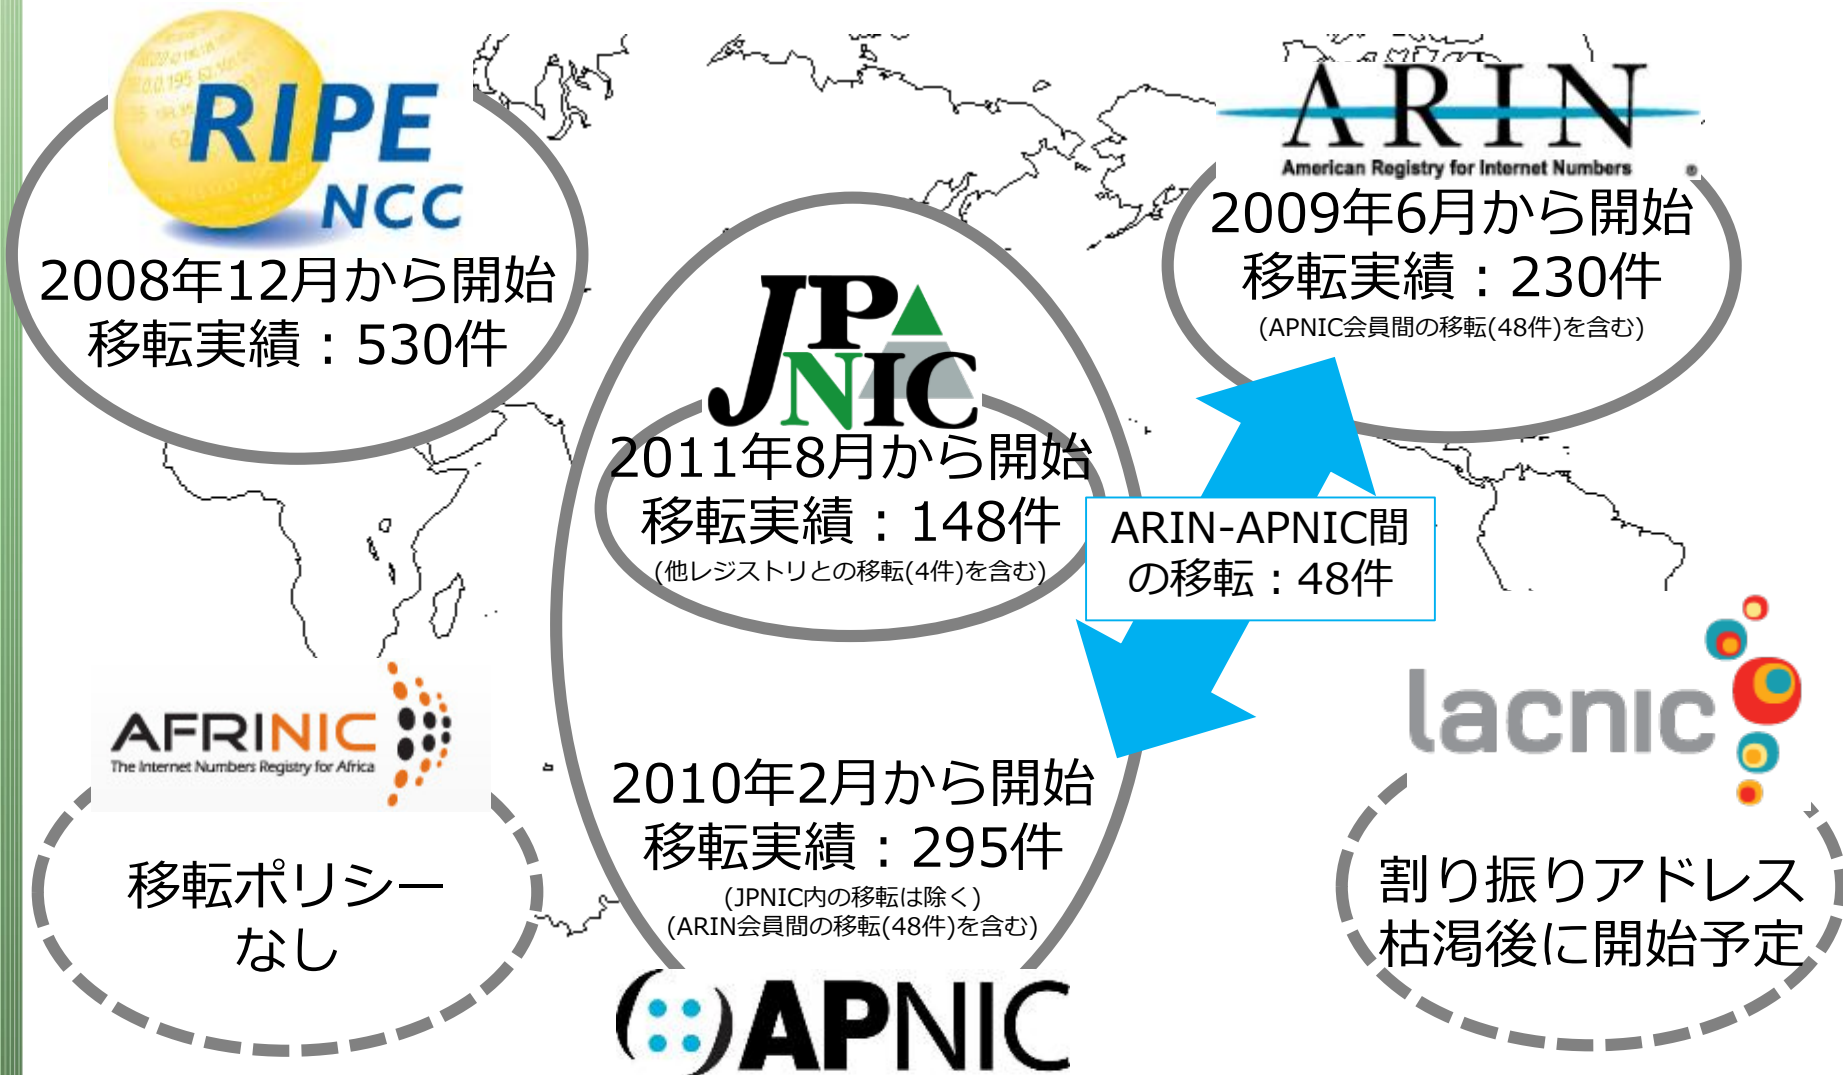 RIPE
NCC
2008年12月から開始
移転実績：530件
ARIN
American Registry for Internet Numbers
2009年6月から開始
移転実績：230件
(APNIC会員間の移転(48件)を含む)
JPNIC
2011年8月から開始
移転実績：148件
(他レジストリとの移転(4件)を含む)
ARIN-APNIC間
の移転：48件
AFRINIC
The Internet Numbers Registry for Africa
移転ポリシー
なし
2010年2月から開始
移転実績：295件
(JPNIC内の移転は除く)
(ARIN会員間の移転(48件)を含む)
APNIC
lacnic
割り振りアドレス
枯渇後に開始予定